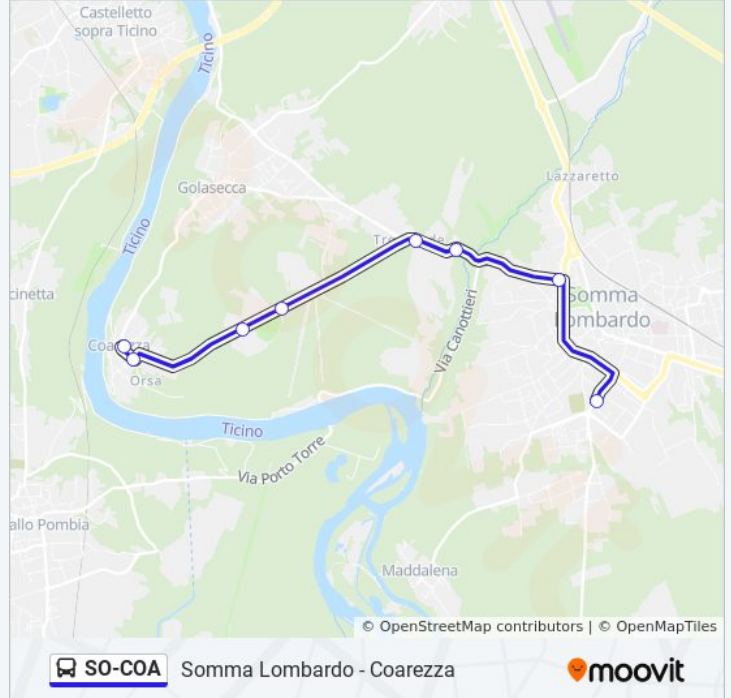 Castelletto
sopra Ticino
Ticino
Lazzaretto
Golasecca
Ticino
cinetta
Somma
Lombardo
Via Canottieri
Orsa
Ticino
Via Porto Torre
allo Pombia
Maddalena
© OpenStreetMap contributors | © OpenMapTiles
SO-COA Somma Lombardo - Coarezza
moovit